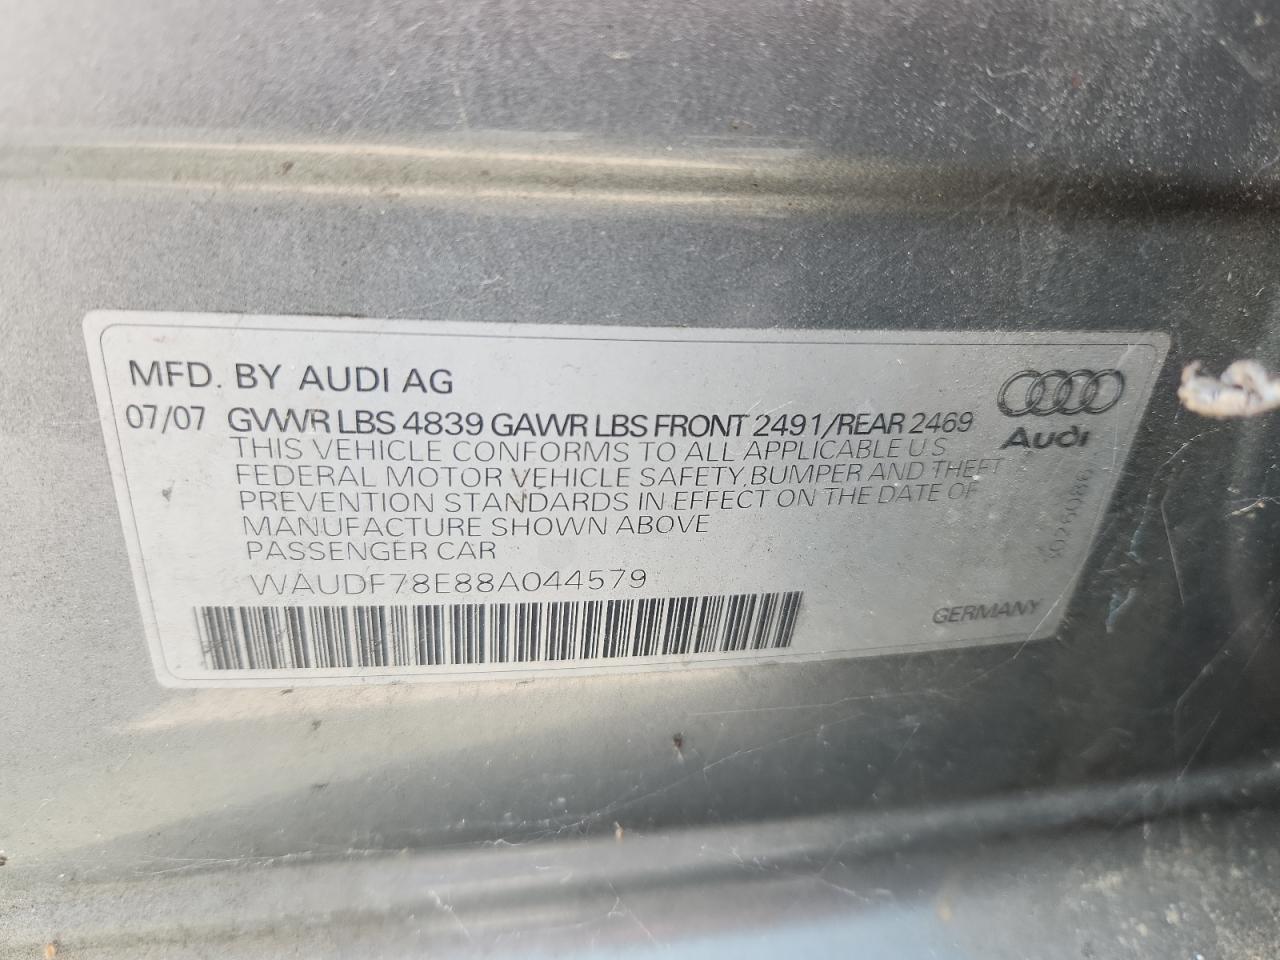 MFD. BY AUDI AG
07/07 GVWR LBS 4839 GAWR LBS FRONT 2491/REAR 2469
THIS VEHICLE CONFORMS TO ALL APPLICABLE U S
FEDERAL MOTOR VEHICLE SAFETY, BUMPER AND THEFT
PREVENTION STANDARDS IN EFFECT ON THE DATE OF
MANUFACTURE SHOWN ABOVE
PASSENGER CAR
WAUDF78E88A044579
Audi
GERMANY